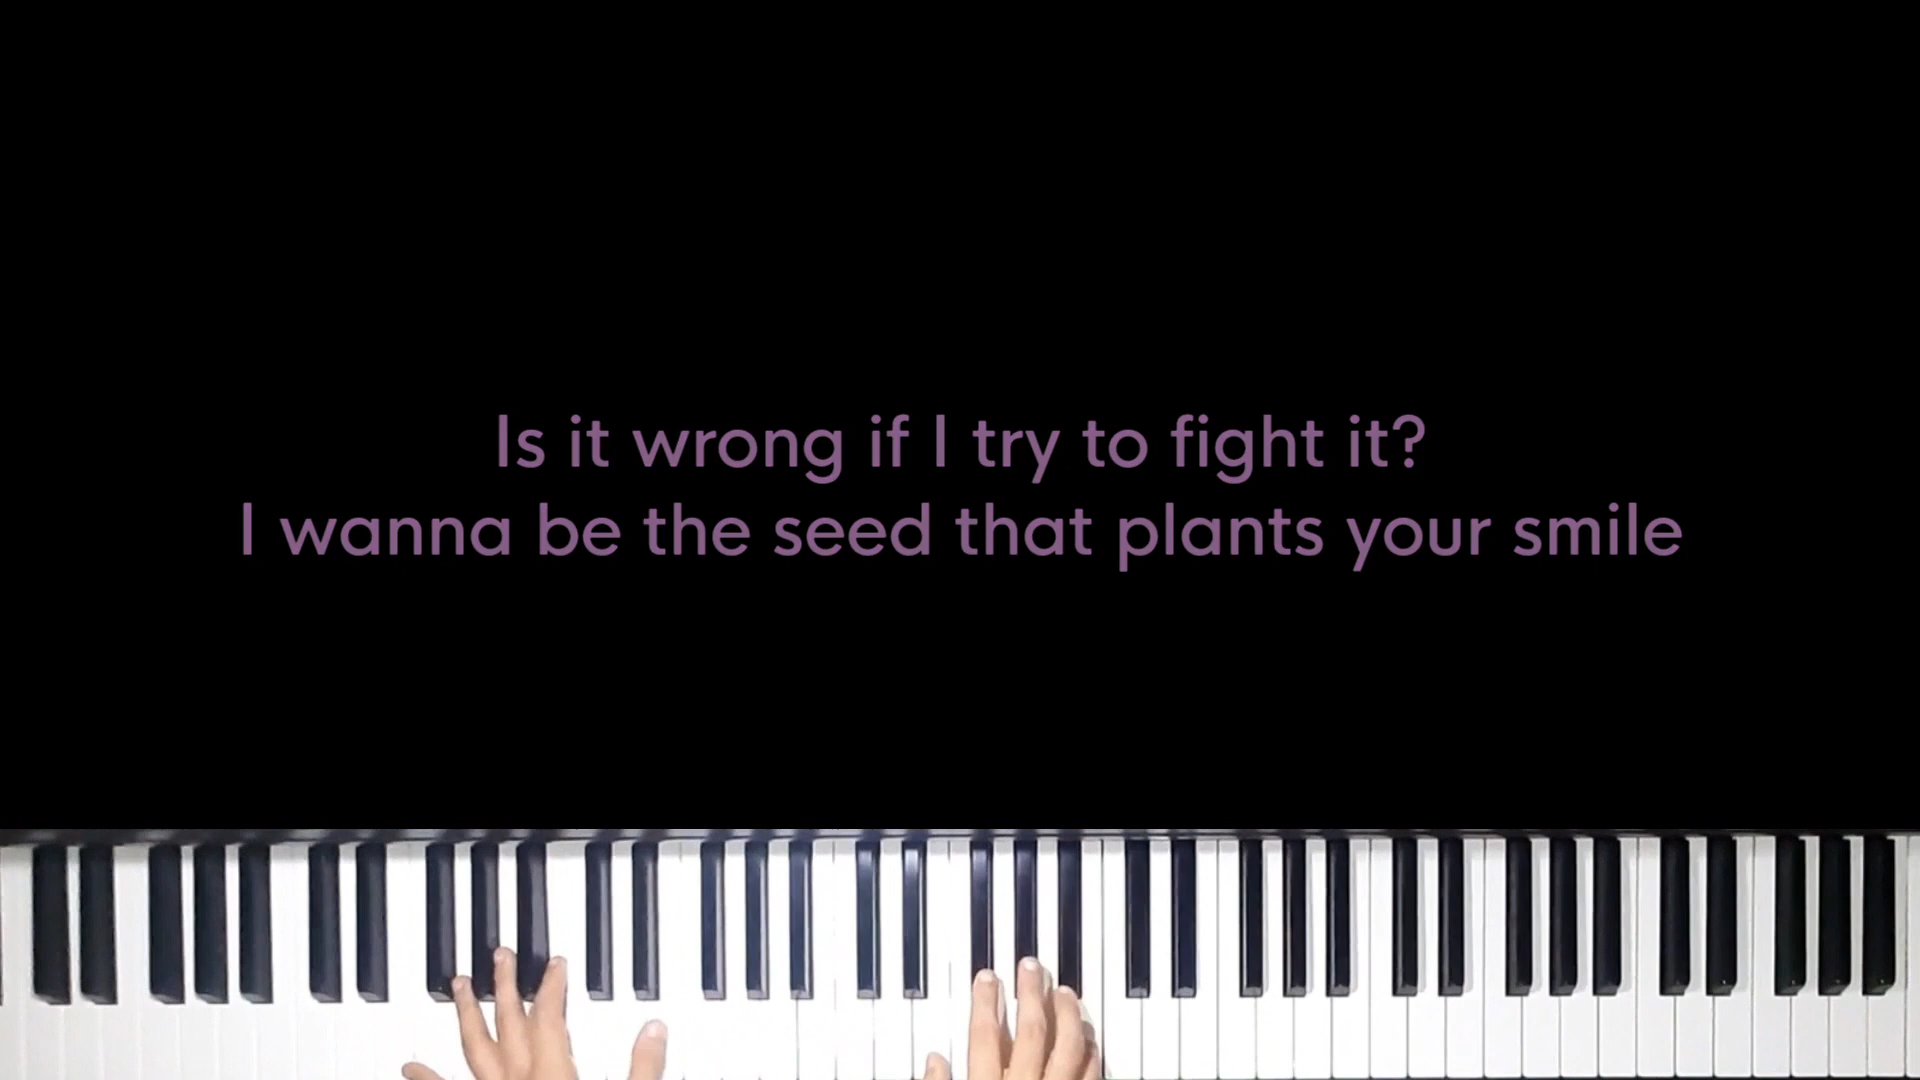 Is it wrong if I try to fight it?
I wanna be the seed that plants your smile